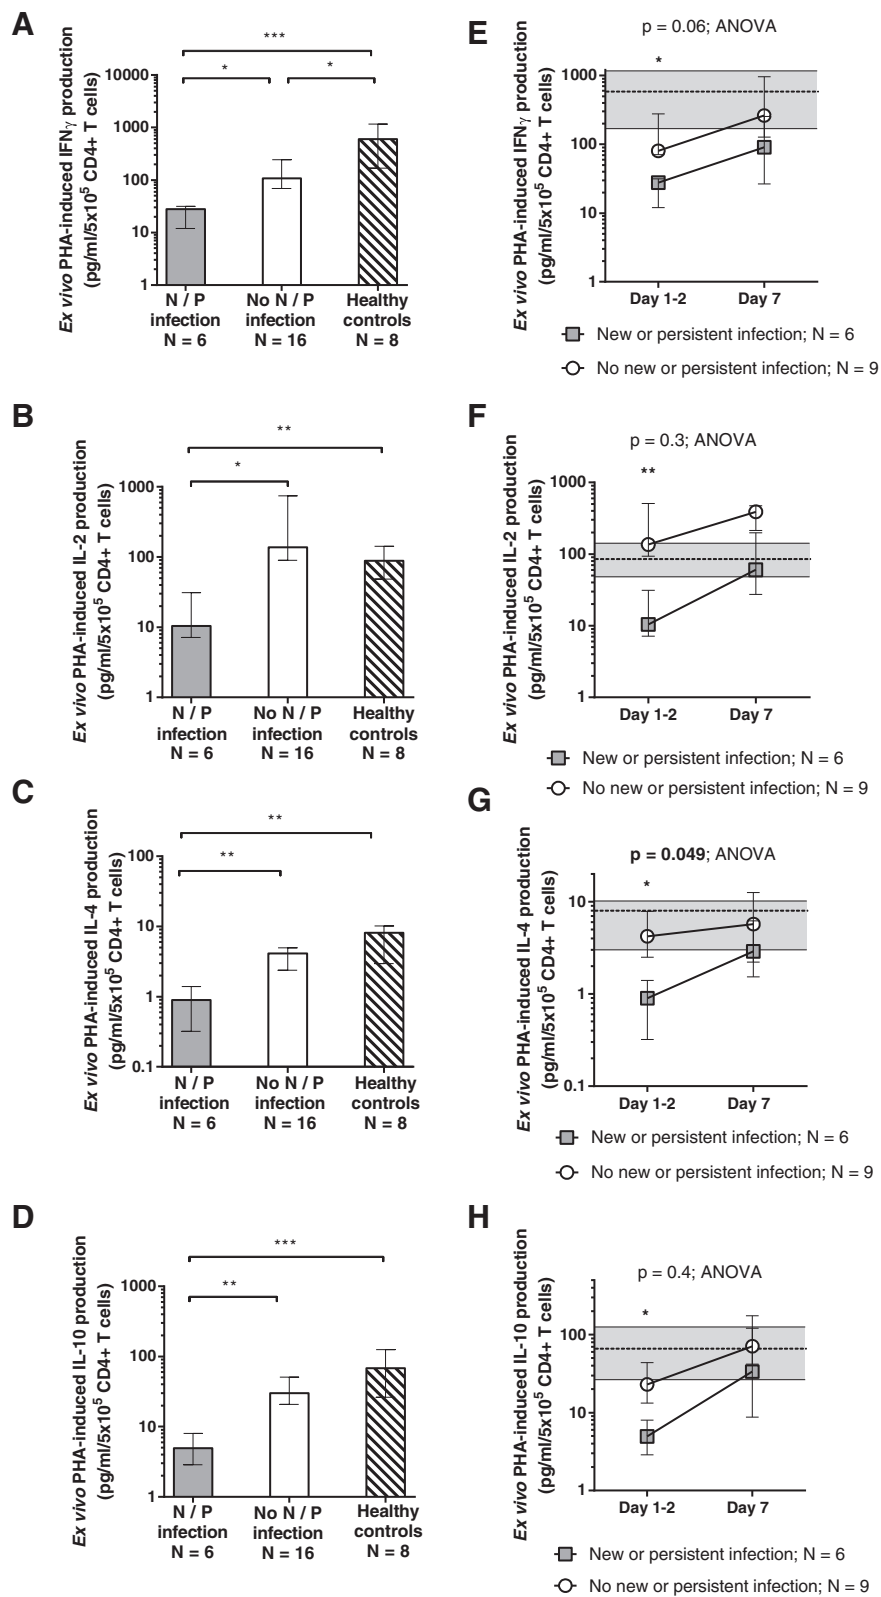 A
Ex vivo PHA-induced IFNγ production
(pg/ml/5x10⁵ CD4+ T cells)
***
*
*
10000
1000
100
10
1
N / P
infection
N = 6
No N / P
infection
N = 16
Healthy
controls
N = 8
E
p = 0.06; ANOVA
Ex vivo PHA-induced IFNγ production
(pg/ml/5x10⁵ CD4+ T cells)
*
1000
100
10
1
Day 1-2
Day 7
New or persistent infection; N = 6
No new or persistent infection; N = 9
B
Ex vivo PHA-induced IL-2 production
(pg/ml/5x10⁵ CD4+ T cells)
**
*
1000
100
10
1
N / P
infection
N = 6
No N / P
infection
N = 16
Healthy
controls
N = 8
F
p = 0.3; ANOVA
Ex vivo PHA-induced IL-2 production
(pg/ml/5x10⁵ CD4+ T cells)
**
1000
100
10
1
Day 1-2
Day 7
New or persistent infection; N = 6
No new or persistent infection; N = 9
C
Ex vivo PHA-induced IL-4 production
(pg/ml/5x10⁵ CD4+ T cells)
**
**
100
10
1
0.1
N / P
infection
N = 6
No N / P
infection
N = 16
Healthy
controls
N = 8
G
p = 0.049; ANOVA
Ex vivo PHA-induced IL-4 production
(pg/ml/5x10⁵ CD4+ T cells)
*
10
1
0.1
Day 1-2
Day 7
New or persistent infection; N = 6
No new or persistent infection; N = 9
D
Ex vivo PHA-induced IL-10 production
(pg/ml/5x10⁵ CD4+ T cells)
***
**
1000
100
10
1
N / P
infection
N = 6
No N / P
infection
N = 16
Healthy
controls
N = 8
H
p = 0.4; ANOVA
Ex vivo PHA-induced IL-10 production
(pg/ml/5x10⁵ CD4+ T cells)
*
100
10
1
Day 1-2
Day 7
New or persistent infection; N = 6
No new or persistent infection; N = 9